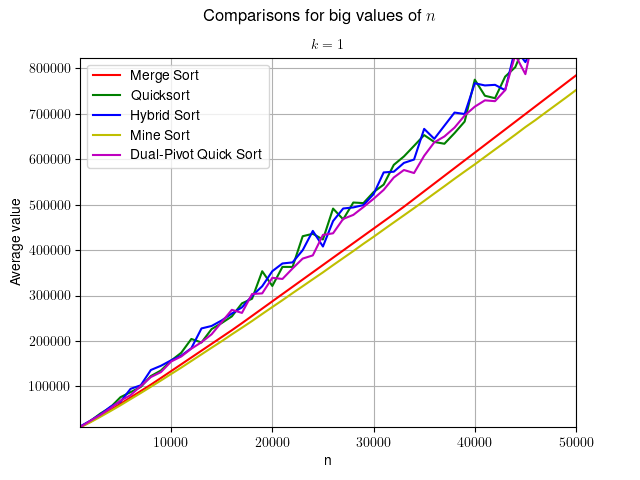 Comparisons for big values of n
k = 1
Merge Sort
Quicksort
Hybrid Sort
Mine Sort
Dual-Pivot Quick Sort
Average value
800000
700000
600000
500000
400000
300000
200000
100000
10000 20000 30000 40000 50000
n